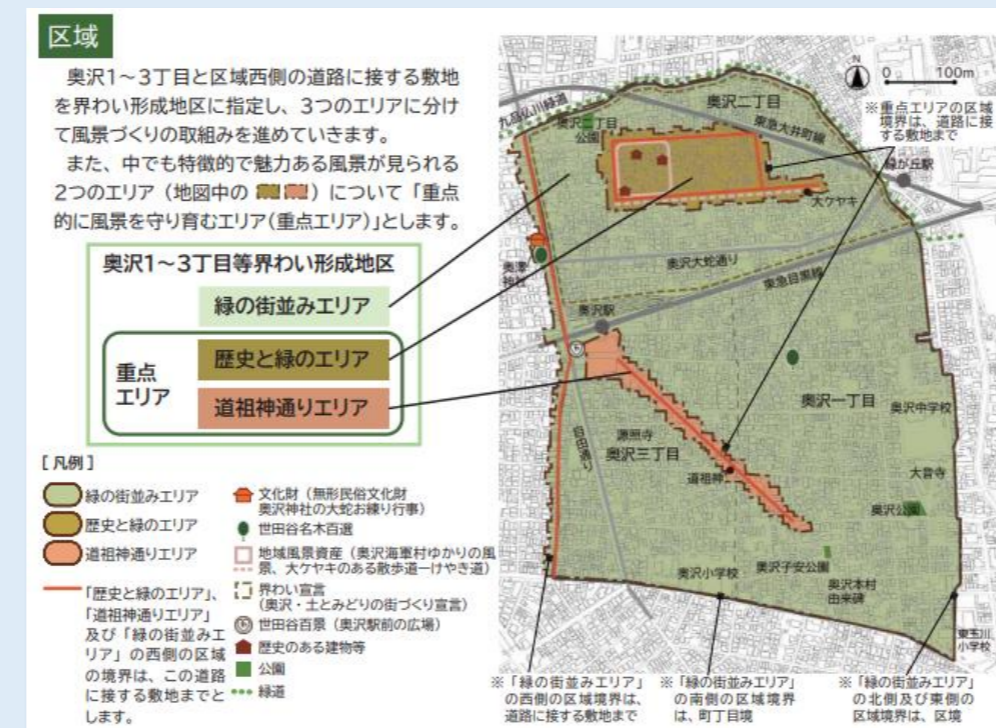 区域
奥沢1～3丁目と区域西側の道路に接する敷地
を界わい形成地区に指定し、3つのエリアに分け
て風景づくりの取組みを進めていきます。
また、中でも特徴的で魅力ある風景が見られる
2つのエリア（地図中の　　）について「重点
的に風景を守り育むエリア（重点エリア）」とします。
奥沢1～3丁目等界わい形成地区
緑の街並みエリア
重点
エリア
歴史と緑のエリア
道祖神通りエリア
[ 凡例 ]
緑の街並みエリア
歴史と緑のエリア
道祖神通りエリア
「歴史と緑のエリア」、
「道祖神通りエリア」
及び「緑の街並みエ
リア」の西側の区域
の境界は、この道路
に接する敷地までと
します。
文化財（無形民俗文化財
奥沢神社の大蛇お練り行事）
世田谷名木百選
地域風景資産（奥沢海軍村ゆかりの風
景、大ケヤキのある散歩道ーけやき道）
界わい宣言
（奥沢・土とみどりの街づくり宣言）
世田谷百景（奥沢駅前の広場）
歴史のある建物等
公園
緑道
N
0 100m
※重点エリアの区域
境界は、道路に接
する敷地まで
九品仏川緑道
奥沢二丁目
公園
奥沢二丁目
東急大井町線
緑が丘駅
大ケヤキ
奥澤
神社
奥沢大蛇通り
東急目黒線
奥沢駅
自由通り
源照寺
奥沢三丁目
道祖神
奥沢一丁目
奥沢中学校
大音寺
奥沢公園
奥沢小学校
奥沢子安公園
奥沢本村
由来碑
東玉川
小学校
※「緑の街並みエリア」
の西側の区域境界は、
道路に接する敷地まで
※「緑の街並みエリア」
の南側の区域境界
は、町丁目境
※「緑の街並みエリア」
の北側及び東側の
区域境界は、区境